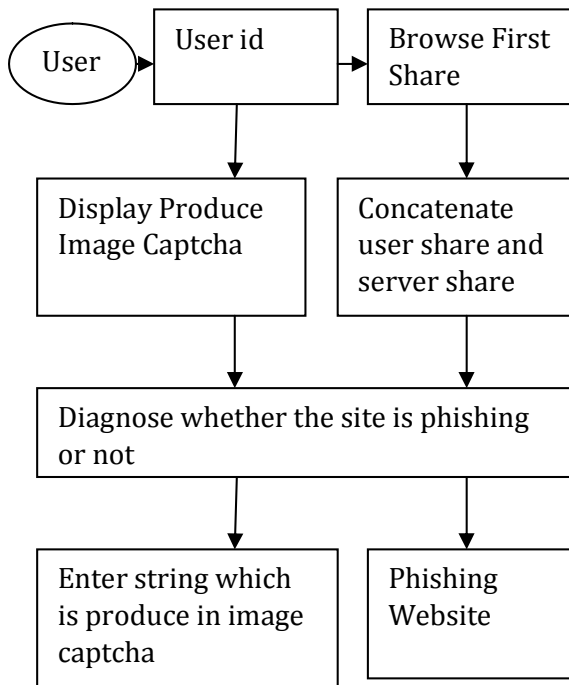 User
User id
Browse First
Share
Display Produce
Image Captcha
Concatenate
user share and
server share
Diagnose whether the site is phishing
or not
Enter string which
is produce in image
captcha
Phishing
Website